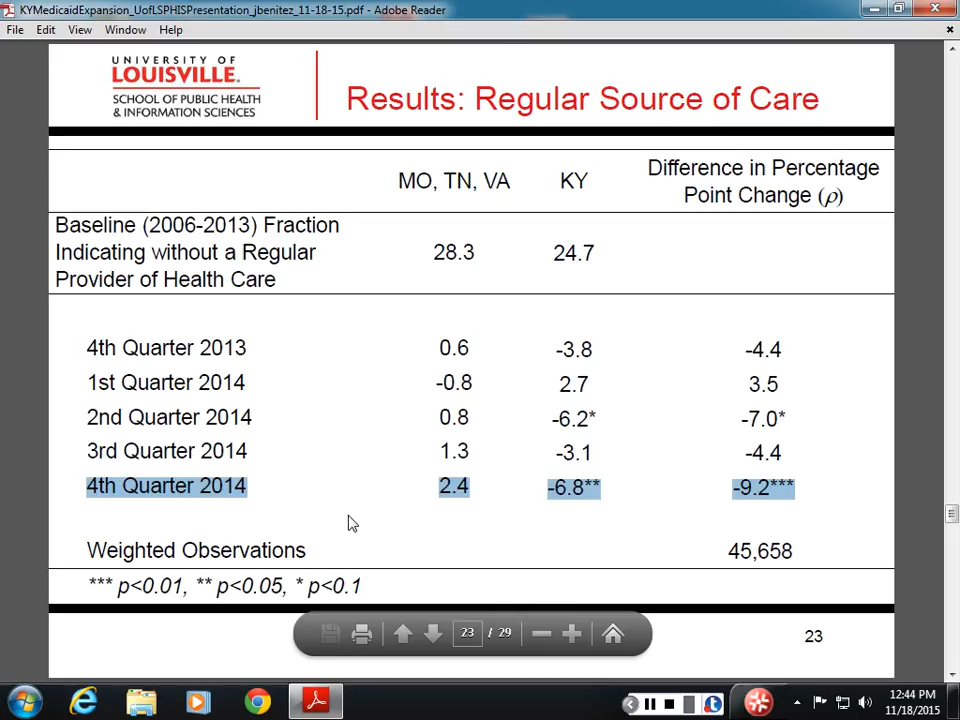 KYMedicaidExpansion_UofLSPHISPresentation_jbenitez_11-18-15.pdf - Adobe Reader
File Edit View Window Help
UNIVERSITY OF
LOUISVILLE.
SCHOOL OF PUBLIC HEALTH
& INFORMATION SCIENCES
Results: Regular Source of Care
MO, TN, VA KY Difference in Percentage
Point Change (ρ)
Baseline (2006-2013) Fraction
Indicating without a Regular 28.3 24.7
Provider of Health Care
4th Quarter 2013 0.6 -3.8 -4.4
1st Quarter 2014 -0.8 2.7 3.5
2nd Quarter 2014 0.8 -6.2* -7.0*
3rd Quarter 2014 1.3 -3.1 -4.4
4th Quarter 2014 2.4 -6.8** -9.2***
Weighted Observations 45,658
*** p<0.01, ** p<0.05, * p<0.1
23 / 29
23
12:44 PM
11/18/2015